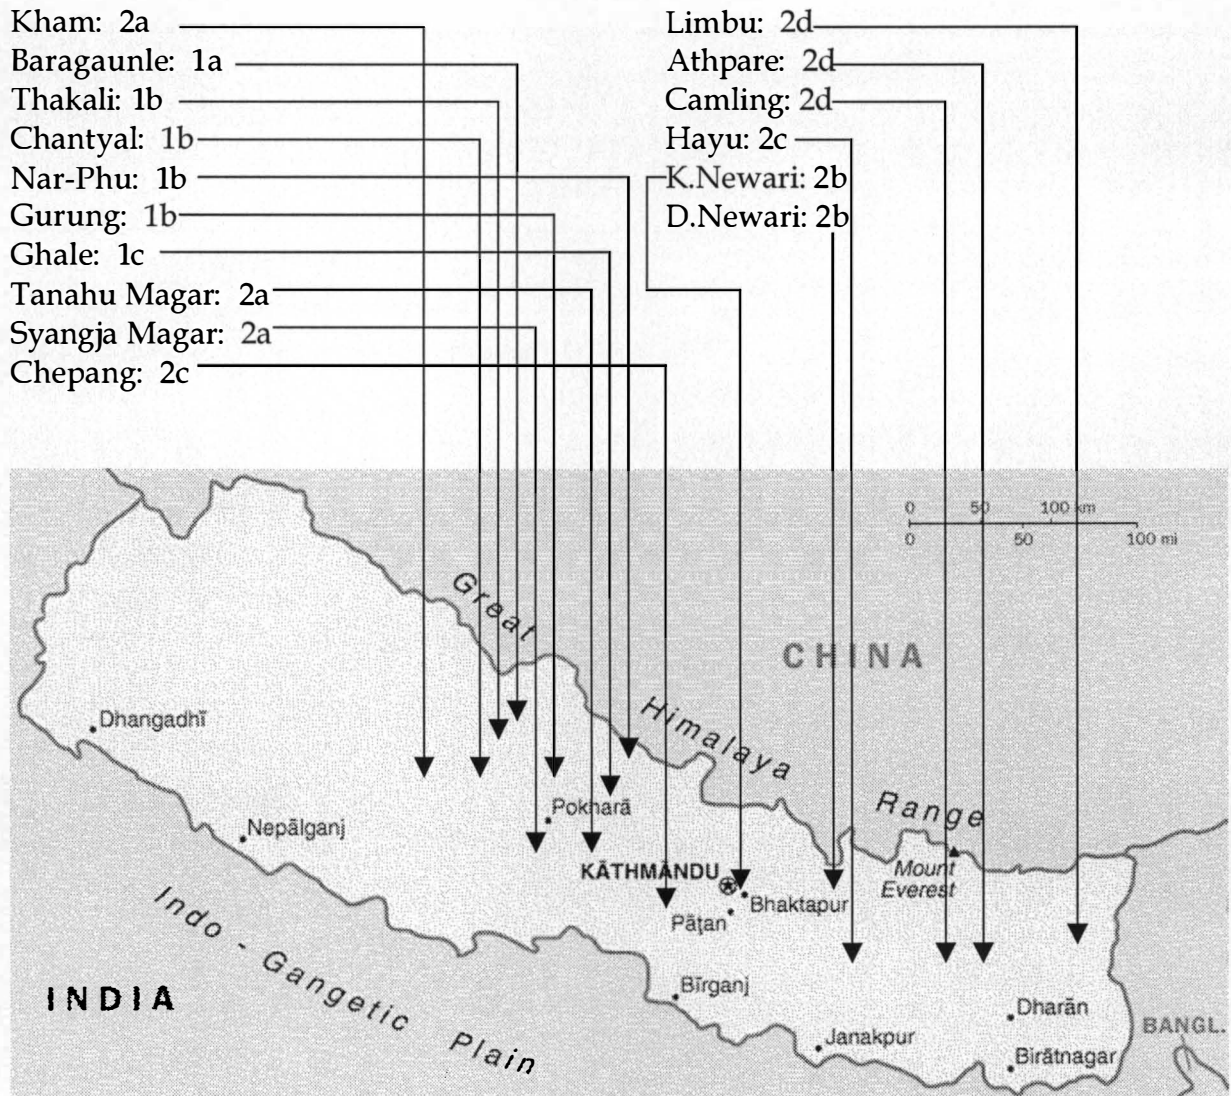 Kham: 2a
Baragaunle: 1a
Thakali: 1b
Chantyal: 1b
Nar-Phu: 1b
Gurung: 1b
Ghale: 1c
Tanahu Magar: 2a
Syangja Magar: 2a
Chepang: 2c
Limbu: 2d
Athpare: 2d
Camling: 2d
Hayu: 2c
K.Newari: 2b
D.Newari: 2b
0 50 100 km
0 50 100 mi
Great Himalaya Range
CHINA
Dhangadhī
Nepālganj
Pokharā
KĀTHMĀNDU
Bhaktapur
Pāṭan
Mount
Everest
Indo - Gangetic Plain
INDIA
Bīrganj
Janakpur
Dharān
Birātnagar
BANGL.